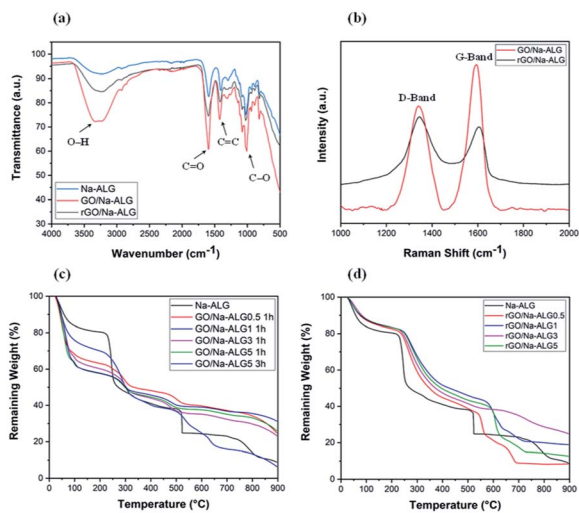 (a)
100
90
80
70
60
50
40
30
Transmittance (a.u.)
O–H
C=O
C=C
C–O
Na-ALG
GO/Na-ALG
rGO/Na-ALG
4000 3500 3000 2500 2000 1500 1000 500
Wavenumber (cm-1)
(b)
Intensity (a.u.)
GO/Na-ALG
rGO/Na-ALG
G-Band
D-Band
1000 1200 1400 1600 1800 2000
Raman Shift (cm-1)
(c)
100
80
60
40
20
0
Remaining Weight (%)
Na-ALG
GO/Na-ALG0.5 1h
GO/Na-ALG1 1h
GO/Na-ALG3 1h
GO/Na-ALG5 1h
GO/Na-ALG5 3h
0 100 200 300 400 500 600 700 800 900
Temperature (°C)
(d)
100
80
60
40
20
0
Remaining Weight (%)
Na-ALG
rGO/Na-ALG0.5
rGO/Na-ALG1
rGO/Na-ALG3
rGO/Na-ALG5
0 100 200 300 400 500 600 700 800 900
Temperature (°C)